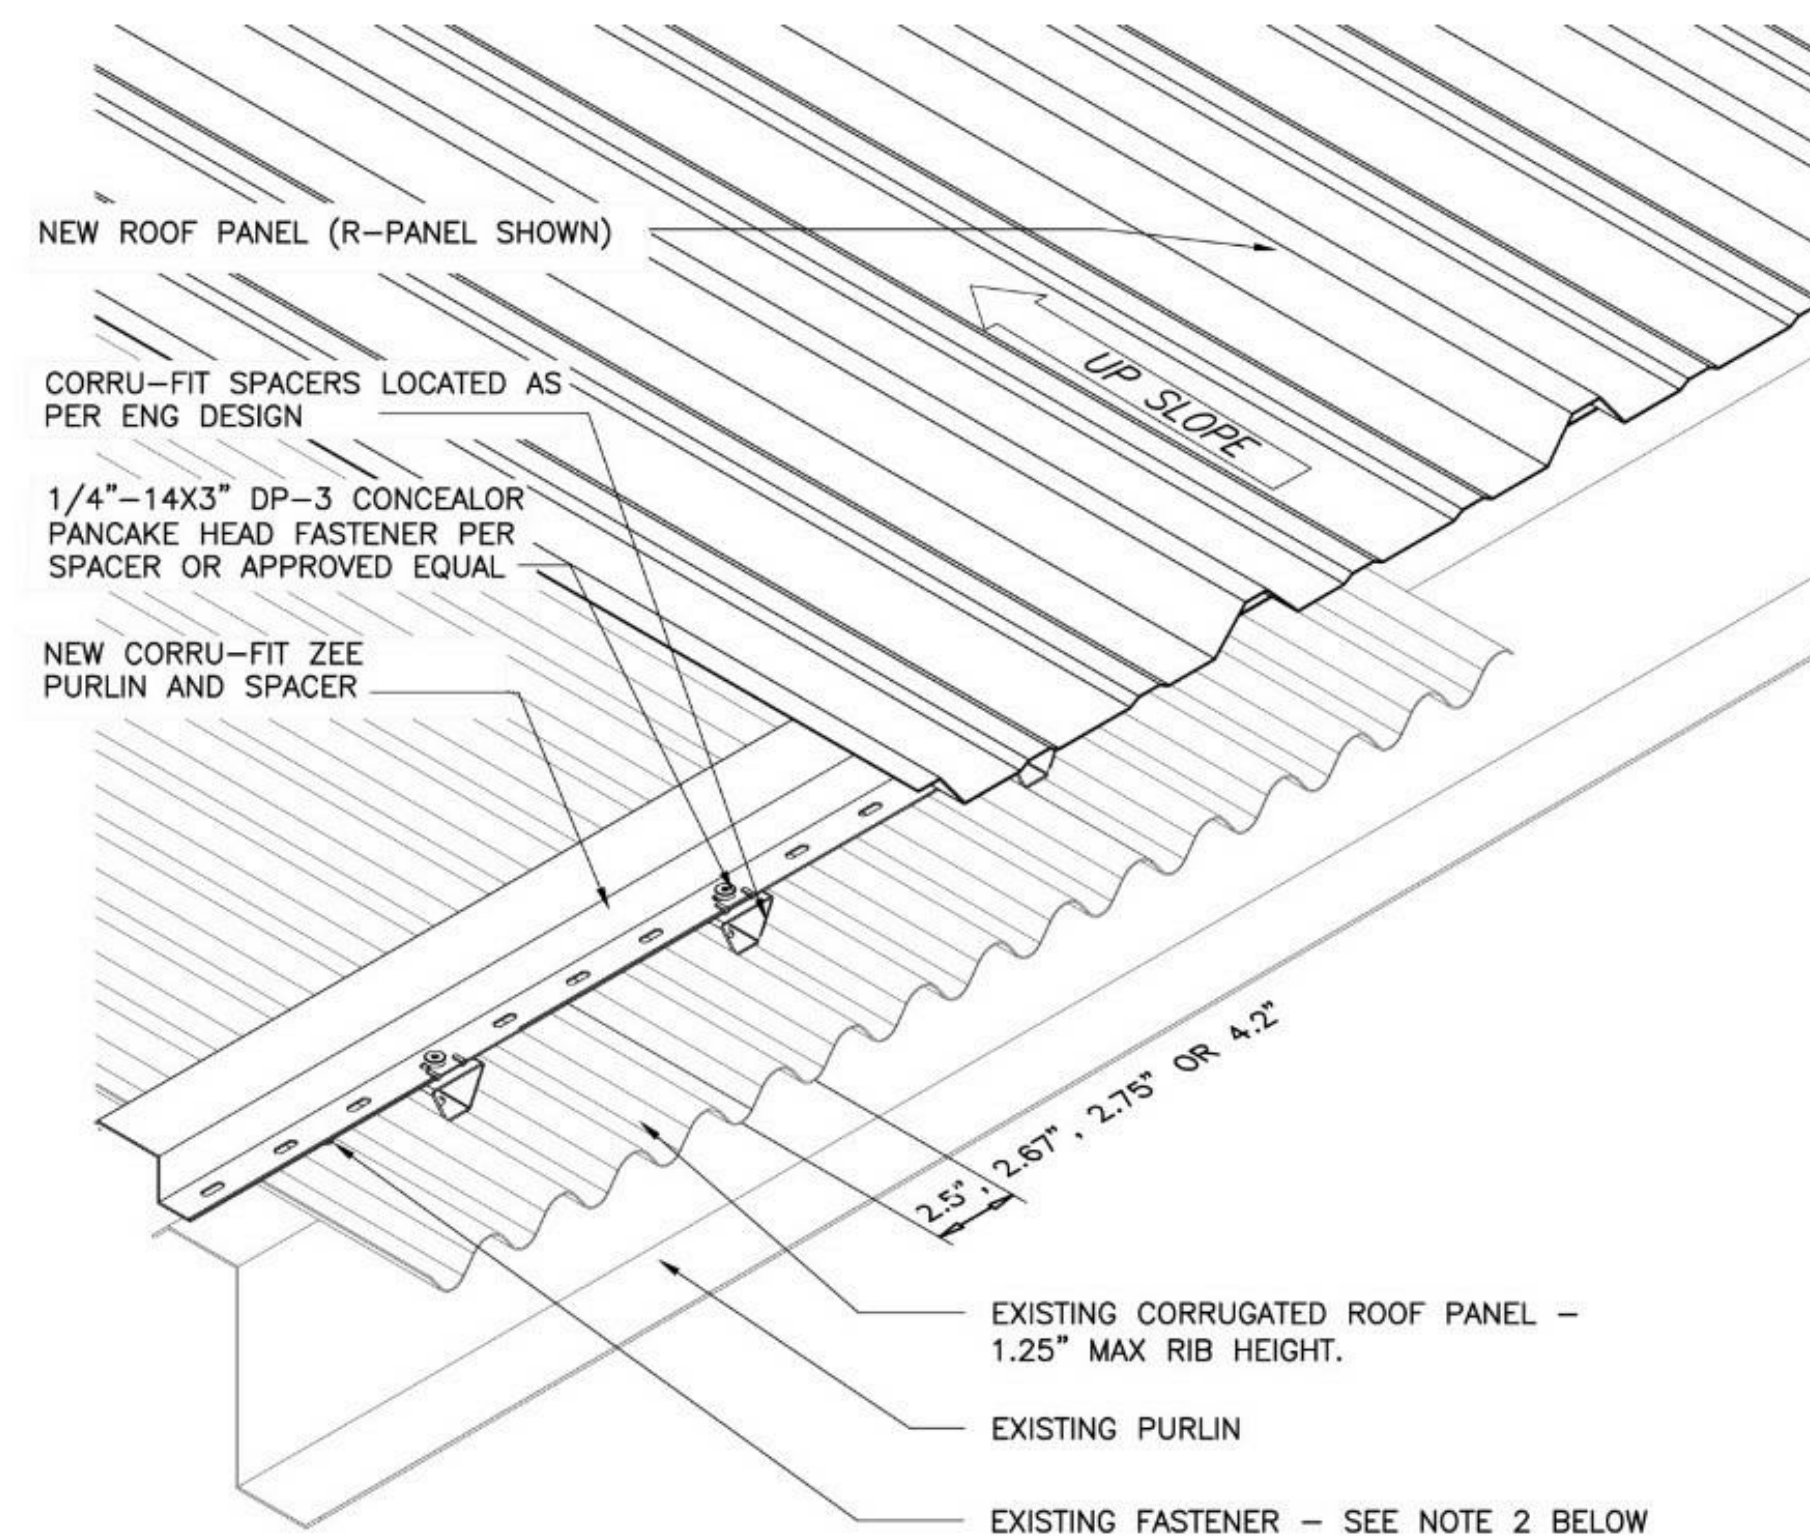 NEW ROOF PANEL (R-PANEL SHOWN)
UP SLOPE
CORRU-FIT SPACERS LOCATED AS
PER ENG DESIGN
1/4"-14X3" DP-3 CONCEALOR
PANCAKE HEAD FASTENER PER
SPACER OR APPROVED EQUAL
NEW CORRU-FIT ZEE
PURLIN AND SPACER
2.5", 2.67", 2.75" OR 4.2"
EXISTING CORRUGATED ROOF PANEL -
1.25" MAX RIB HEIGHT.
EXISTING PURLIN
EXISTING FASTENER - SEE NOTE 2 BELOW